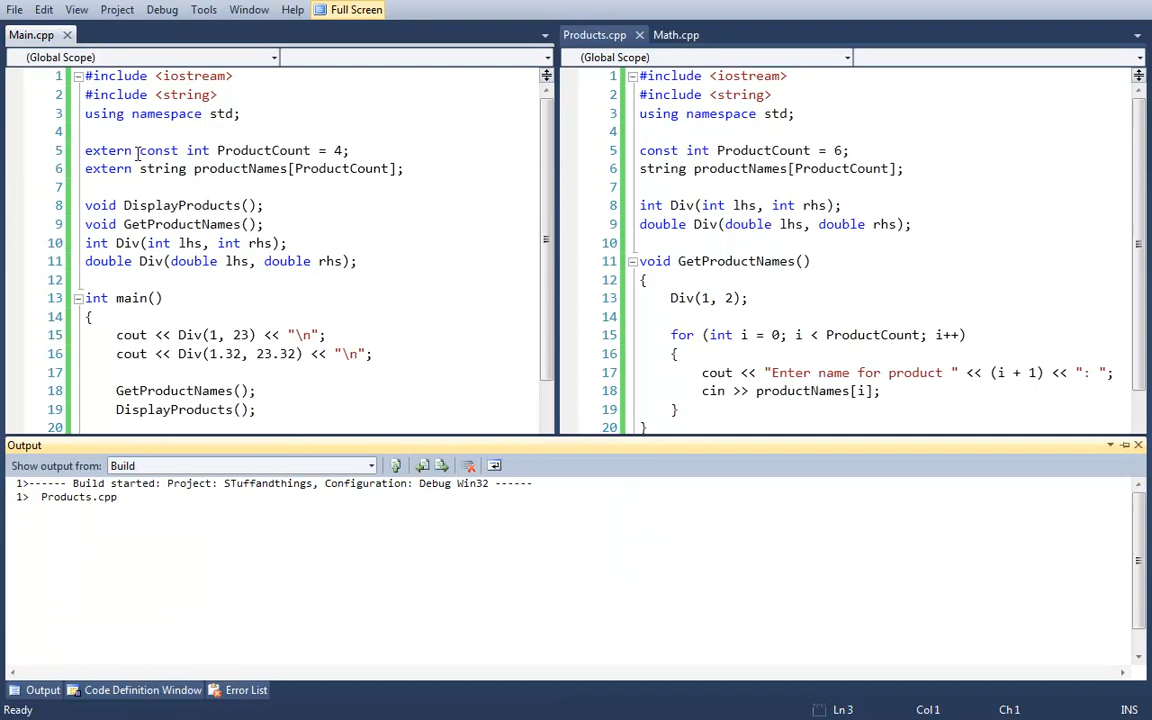 File Edit View Project Debug Tools Window Help Full Screen
Main.cpp
(Global Scope)
1 #include <iostream>
2 #include <string>
3 using namespace std;
4
5 extern const int ProductCount = 4;
6 extern string productNames[ProductCount];
7
8 void DisplayProducts();
9 void GetProductNames();
10 int Div(int lhs, int rhs);
11 double Div(double lhs, double rhs);
12
13 int main()
14 {
15 cout << Div(1, 23) << "\n";
16 cout << Div(1.32, 23.32) << "\n";
17
18 GetProductNames();
19 DisplayProducts();
20
Products.cpp Math.cpp
(Global Scope)
1 #include <iostream>
2 #include <string>
3 using namespace std;
4
5 const int ProductCount = 6;
6 string productNames[ProductCount];
7
8 int Div(int lhs, int rhs);
9 double Div(double lhs, double rhs);
10
11 void GetProductNames()
12 {
13 Div(1, 2);
14
15 for (int i = 0; i < ProductCount; i++)
16 {
17 cout << "Enter name for product " << (i + 1) << ": ";
18 cin >> productNames[i];
19 }
20 }
Output
Show output from: Build
1>------ Build started: Project: STuffandthings, Configuration: Debug Win32 ------
1> Products.cpp
Output Code Definition Window Error List
Ready Ln 3 Col 1 Ch 1 INS